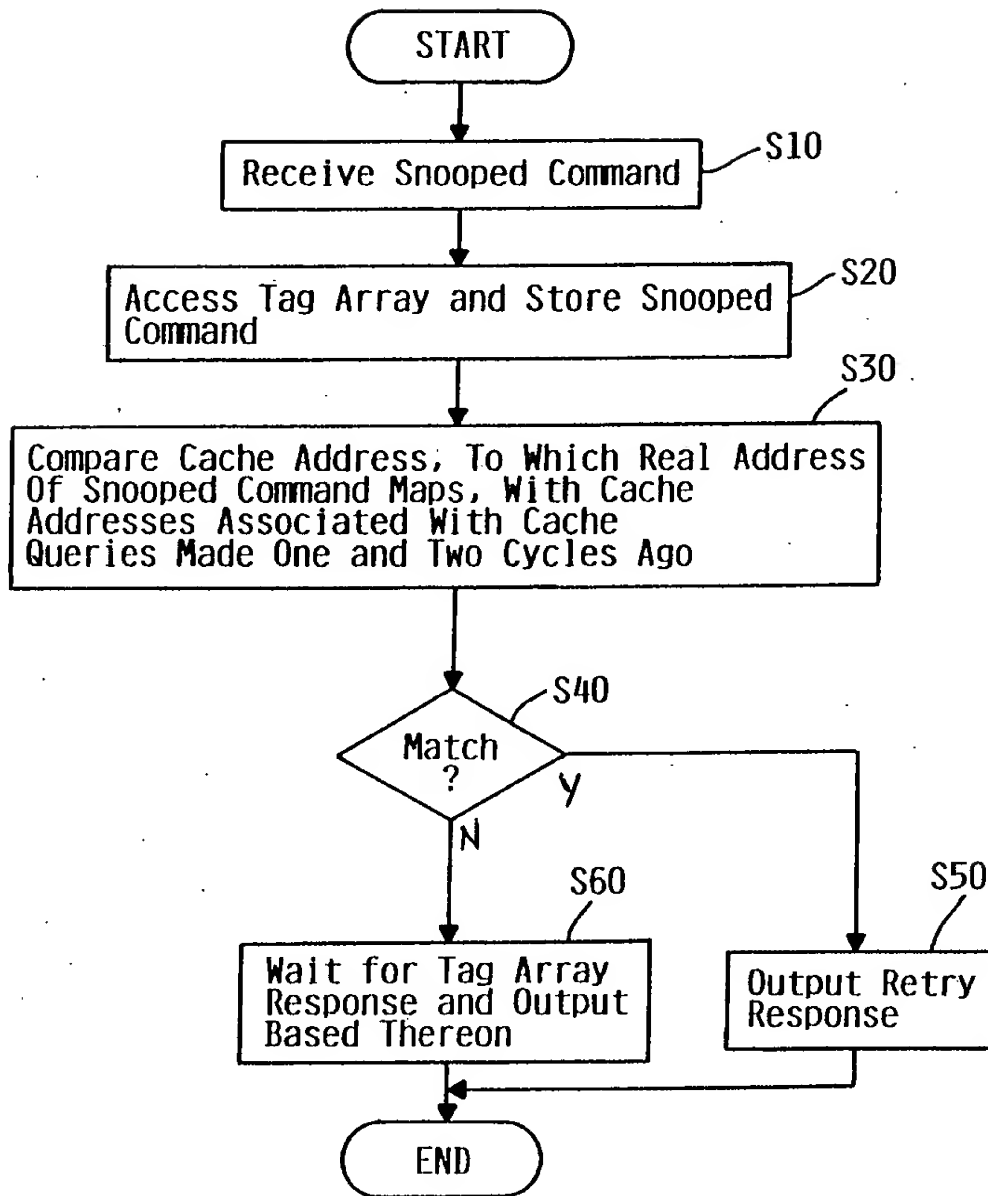 START
S10
Receive Snooped Command
S20
Access Tag Array and Store Snooped
Command
S30
Compare Cache Address, To Which Real Address
Of Snooped Command Maps, With Cache
Addresses Associated With Cache
Queries Made One and Two Cycles Ago
S40
Match
?
Y
N
S60
Wait for Tag Array
Response and Output
Based Thereon
S50
Output Retry
Response
END